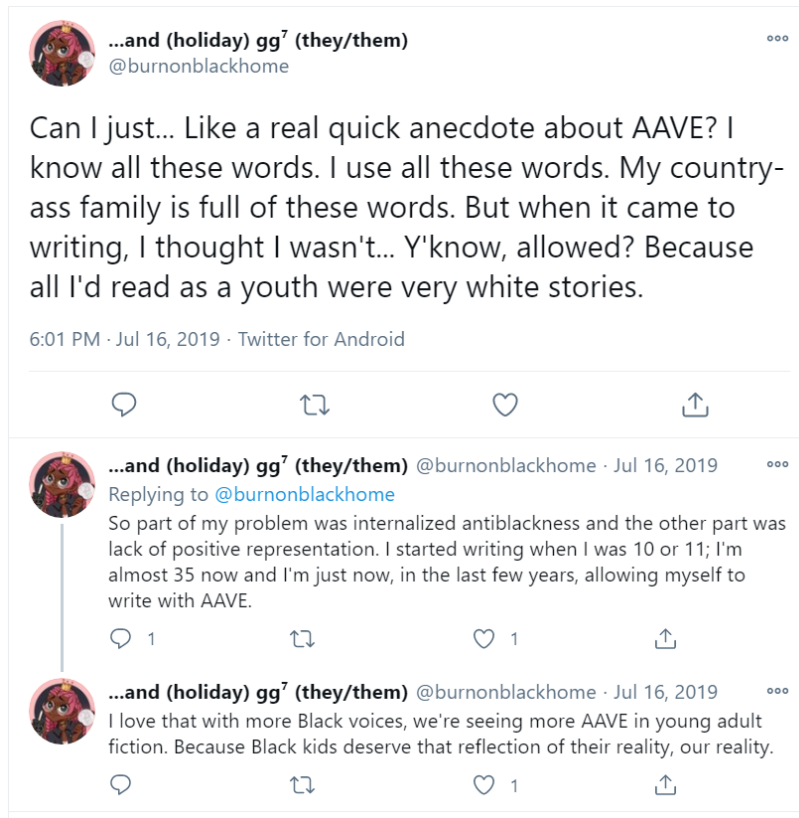 ...and (holiday) gg⁷ (they/them)
@burnonblackhome
Can I just... Like a real quick anecdote about AAVE? I
know all these words. I use all these words. My country-
ass family is full of these words. But when it came to
writing, I thought I wasn't... Y'know, allowed? Because
all I'd read as a youth were very white stories.
6:01 PM · Jul 16, 2019 · Twitter for Android
...and (holiday) gg⁷ (they/them) @burnonblackhome · Jul 16, 2019
Replying to @burnonblackhome
So part of my problem was internalized antiblackness and the other part was
lack of positive representation. I started writing when I was 10 or 11; I'm
almost 35 now and I'm just now, in the last few years, allowing myself to
write with AAVE.
1 1
...and (holiday) gg⁷ (they/them) @burnonblackhome · Jul 16, 2019
I love that with more Black voices, we're seeing more AAVE in young adult
fiction. Because Black kids deserve that reflection of their reality, our reality.
1